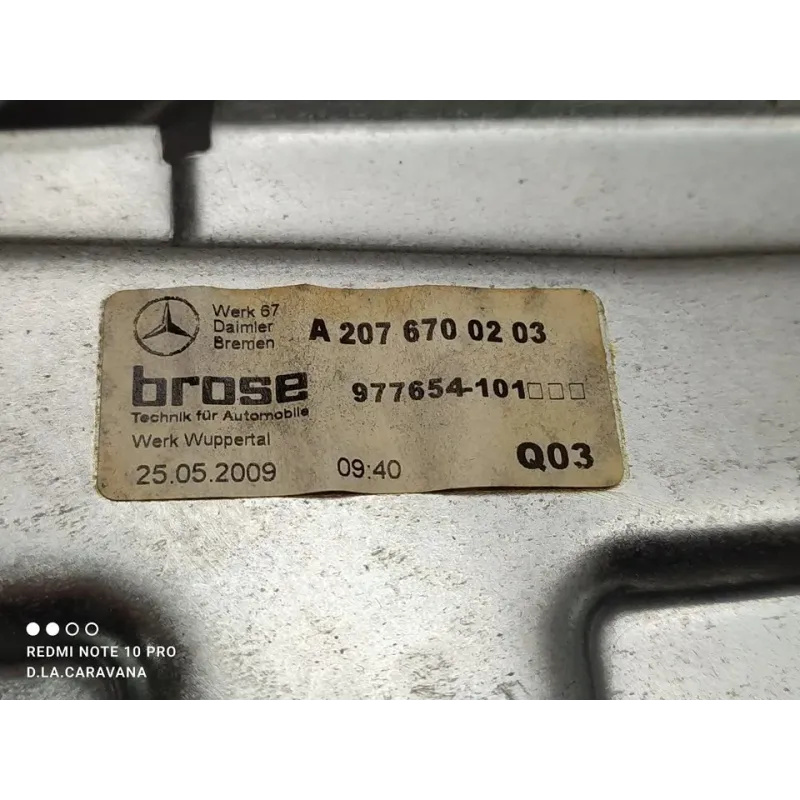 Werk 67
Daimler
Bremen
A 207 670 02 03
brose
Technik für Automobile
977654-101□□□
Werk Wuppertal
25.05.2009 09:40 Q03
REDMI NOTE 10 PRO
D.LA.CARAVANA